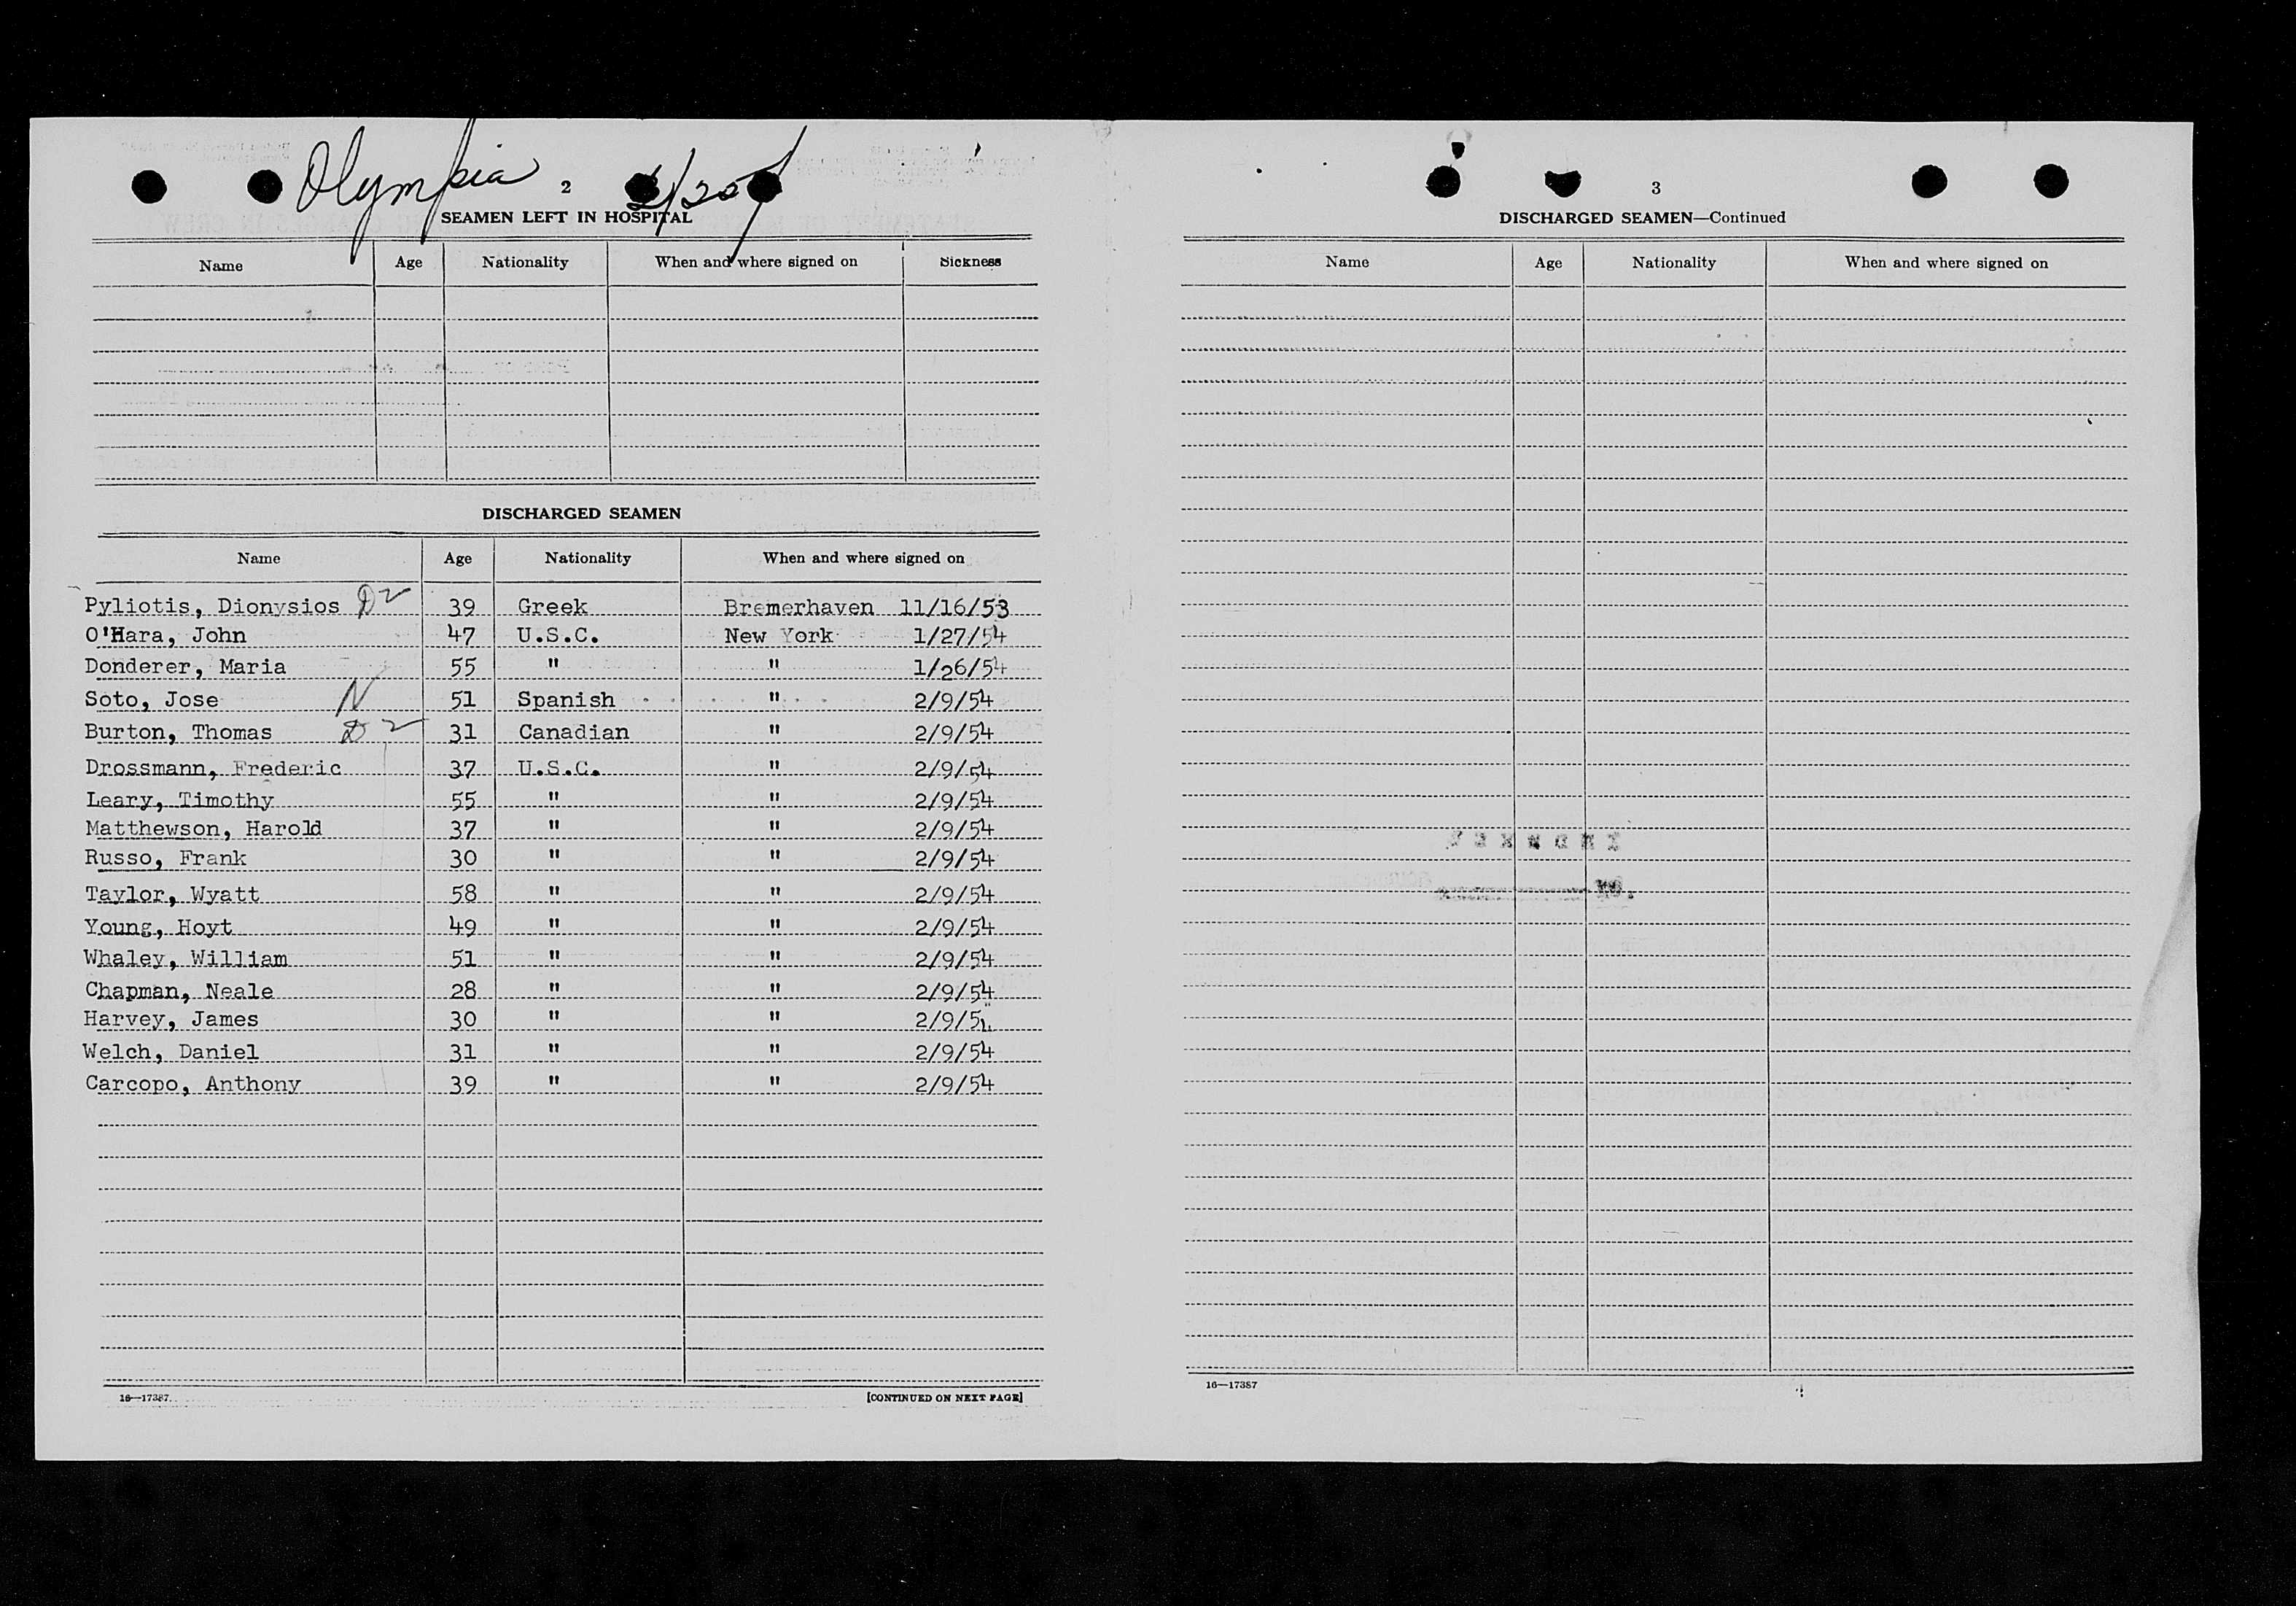 Olympia 2
SEAMEN LEFT IN HOSPITAL
Name Age Nationality When and where signed on Sickness
DISCHARGED SEAMEN
Name Age Nationality When and where signed on
Pyliotis, Dionysios D2 39 Greek Bremerhaven 11/16/53
O'Hara, John 47 U.S.C. New York 1/27/54
Donderer, Maria 55 " " 1/26/54
Soto, Jose N 51 Spanish " 2/9/54
Burton, Thomas D2 31 Canadian " 2/9/54
Drossmann, Frederic 37 U.S.C. " 2/9/54
Leary, Timothy 55 " " 2/9/54
Matthewson, Harold 37 " " 2/9/54
Russo, Frank 30 " " 2/9/54
Taylor, Wyatt 58 " " 2/9/54
Young, Hoyt 49 " " 2/9/54
Whaley, William 51 " " 2/9/54
Chapman, Neale 28 " " 2/9/54
Harvey, James 30 " " 2/9/54
Welch, Daniel 31 " " 2/9/54
Carcopo, Anthony 39 " " 2/9/54
16—17387 [CONTINUED ON NEXT PAGE]
3
DISCHARGED SEAMEN—Continued
Name Age Nationality When and where signed on
16—17387